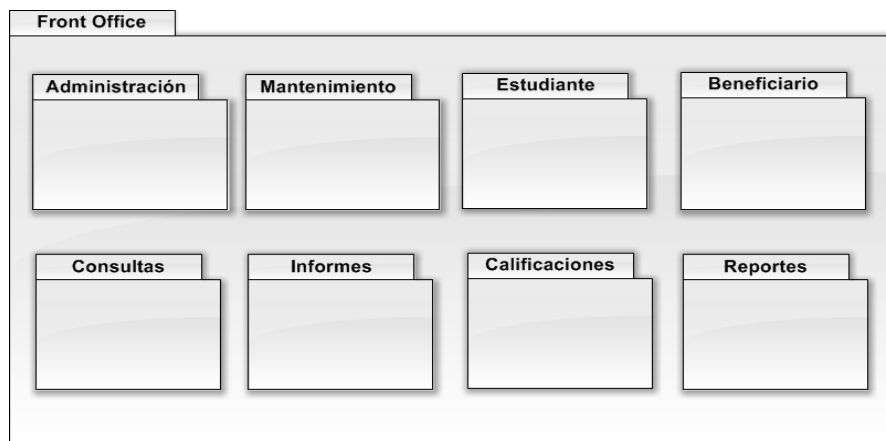 Front Office
Administración
Mantenimiento
Estudiante
Beneficiario
Consultas
Informes
Calificaciones
Reportes